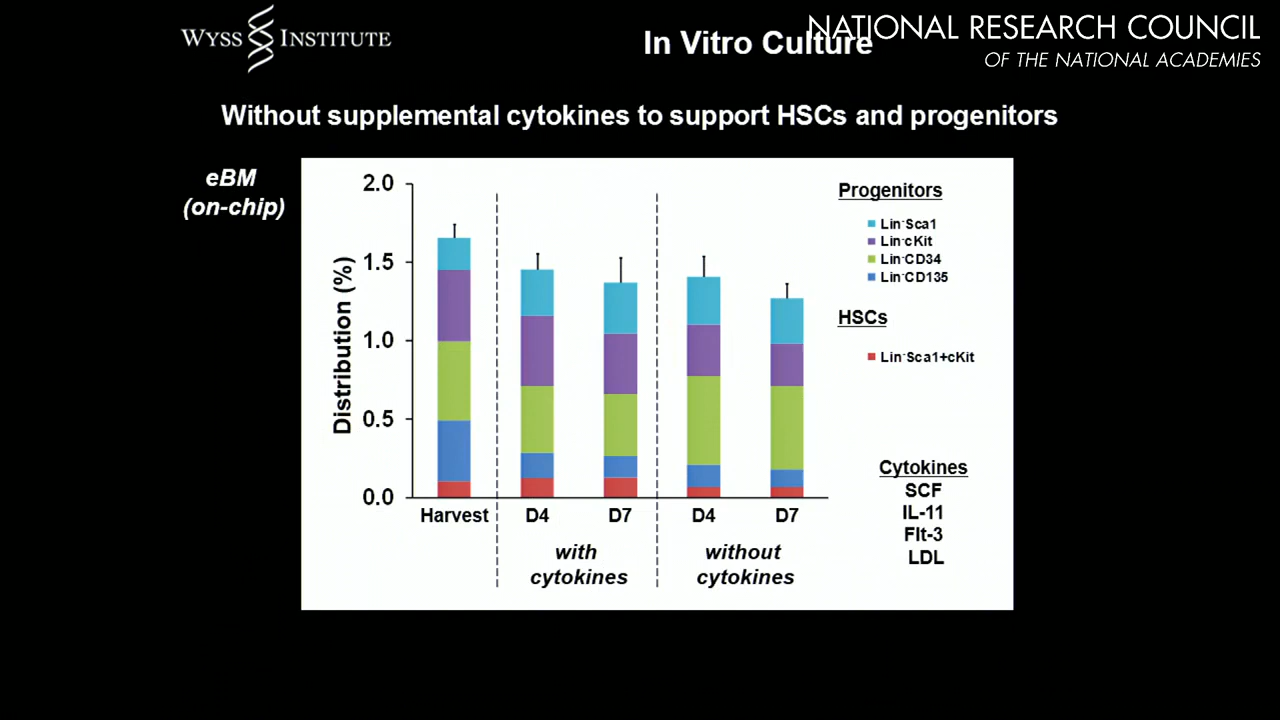 WYSS INSTITUTE
In Vitro Culture
NATIONAL RESEARCH COUNCIL
OF THE NATIONAL ACADEMIES
Without supplemental cytokines to support HSCs and progenitors
eBM
(on-chip)
Distribution (%)
2.0
1.5
1.0
0.5
0.0
Harvest
D4
D7
D4
D7
with
cytokines
without
cytokines
Progenitors
Lin⁻Sca1
Lin⁻cKit
Lin⁻CD34
Lin⁻CD135
HSCs
Lin⁻Sca1+cKit
Cytokines
SCF
IL-11
Flt-3
LDL